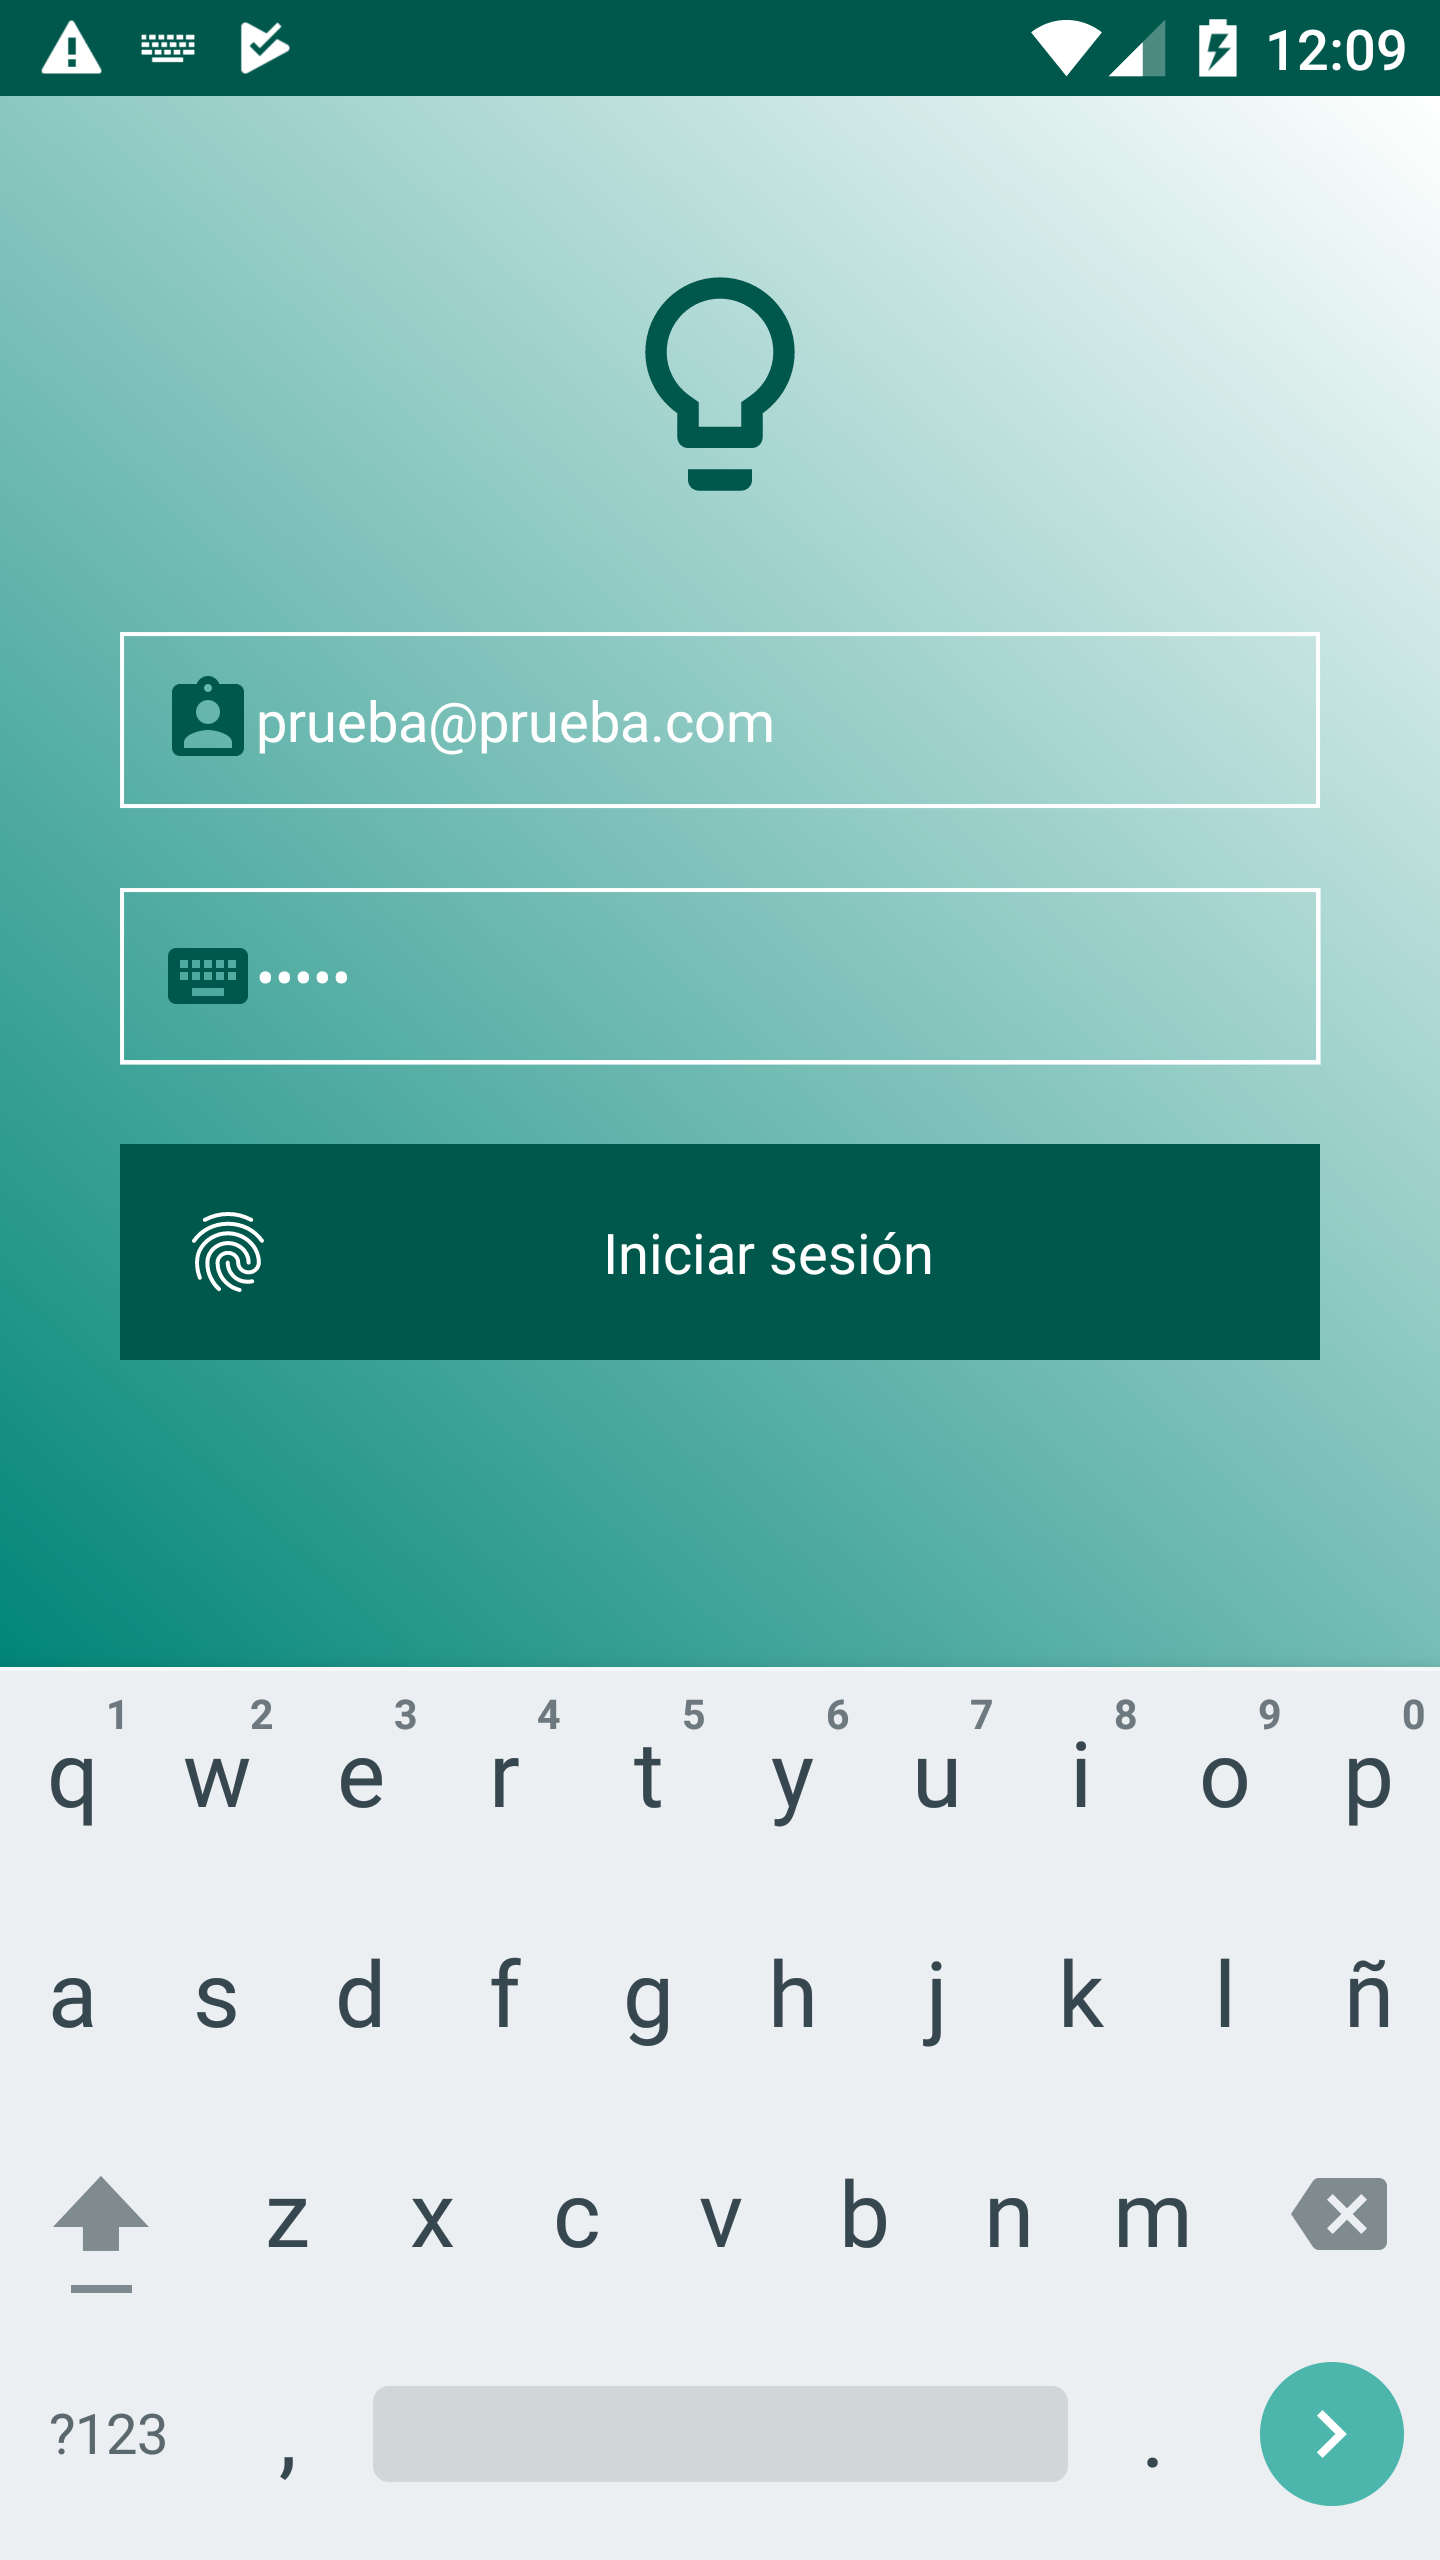 12:09
prueba@prueba.com
•••••
Iniciar sesión
1 2 3 4 5 6 7 8 9 0
q w e r t y u i o p
a s d f g h j k l ñ
z x c v b n m
?123 , .